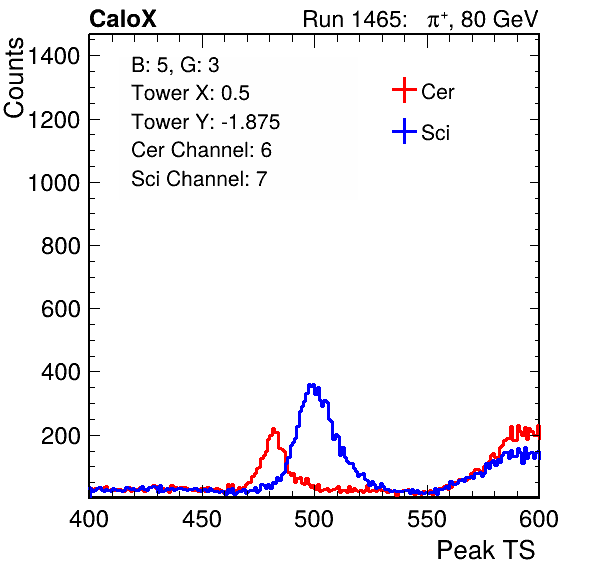 CaloX Run 1465: π⁺, 80 GeV
Counts
1400
1200
1000
800
600
400
200
B: 5, G: 3
Tower X: 0.5
Tower Y: -1.875
Cer Channel: 6
Sci Channel: 7
Cer
Sci
400 450 500 550 600
Peak TS